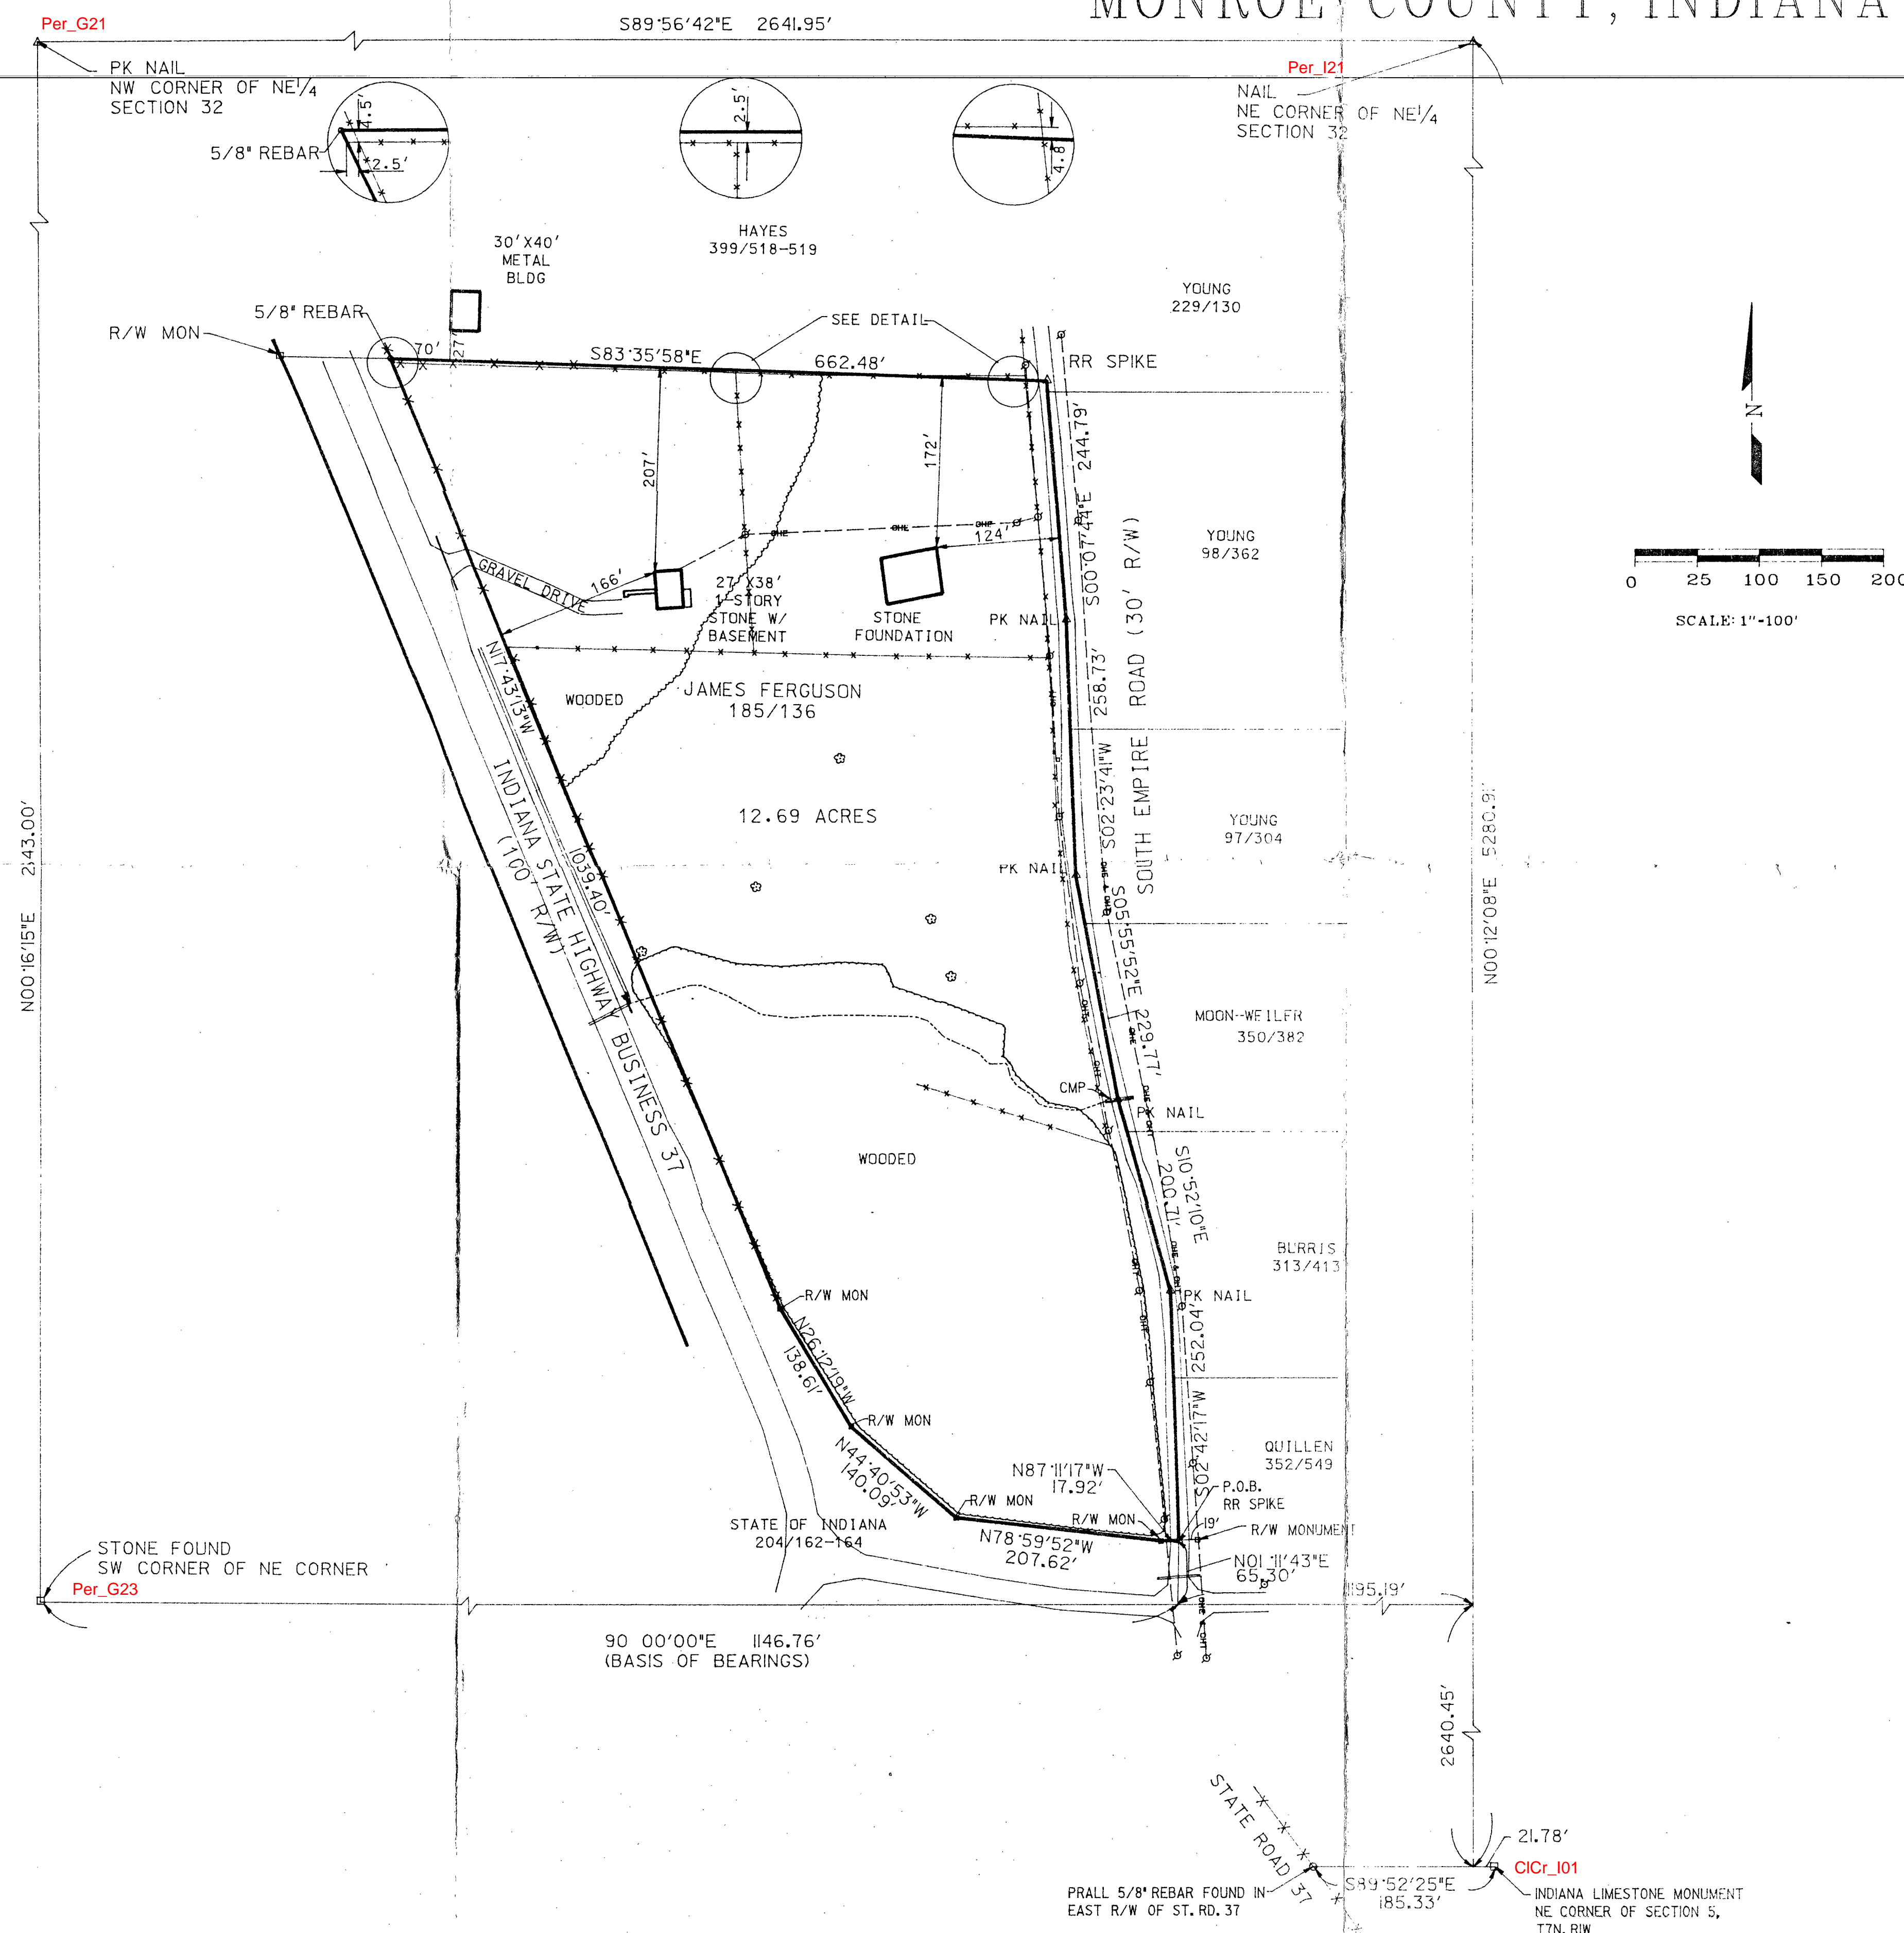 MONROE COUNTY, INDIANA
Per_G21
S89°56'42"E 2641.95'
PK NAIL
NW CORNER OF NE1/4
SECTION 32
Per_I21
NAIL
NE CORNER OF NE1/4
SECTION 32
4.5'
5/8" REBAR
2.5'
2.5'
4.8
HAYES
399/518-519
30'X40'
METAL
BLDG
YOUNG
229/130
5/8" REBAR
R/W MON
SEE DETAIL
70'
27'
S83°35'58"E
662.48'
RR SPIKE
N
207'
172'
244.79'
S00°07'44"E
OHE
OHE
OHE
124'
YOUNG
98/362
0 25 100 150 200
SCALE: 1"-100'
GRAVEL DRIVE
166'
27'X38'
1-STORY
STONE W/
BASEMENT
STONE
FOUNDATION
PK NAIL
SOUTH EMPIRE ROAD (30' R/W)
N17°43'13"W
1039.40'
WOODED
JAMES FERGUSON
185/136
S02°23'41"W 258.73'
INDIANA STATE HIGHWAY BUSINESS 37
(100' R/W)
12.69 ACRES
YOUNG
97/304
PK NAIL
OHE & OHT
N00°16'15"E
N00°12'08"E 5280.91'
S05°55'52"E 229.77'
MOON-WEILER
350/382
CMP
PK NAIL
WOODED
S10°52'10"E
200.71'
BURRIS
313/413
R/W MON
PK NAIL
N26°12'19"W
138.61'
S02°42'17"W 252.04'
R/W MON
N44°40'53"W
140.09'
QUILLEN
352/549
N87°11'17"W
17.92'
P.O.B.
RR SPIKE
R/W MON
R/W MON
19'
R/W MONUMENT
STATE OF INDIANA
204/162-164
N78°59'52"W
207.62'
N01°11'43"E
65.30'
STONE FOUND
SW CORNER OF NE CORNER
Per_G23
1195.19'
90 00'00"E 1146.76'
(BASIS OF BEARINGS)
2640.45'
STATE ROAD 37
21.78'
ClCr_I01
S89°52'25"E
185.33'
PRALL 5/8" REBAR FOUND IN
EAST R/W OF ST. RD. 37
INDIANA LIMESTONE MONUMENT
NE CORNER OF SECTION 5,
T7N, R1W